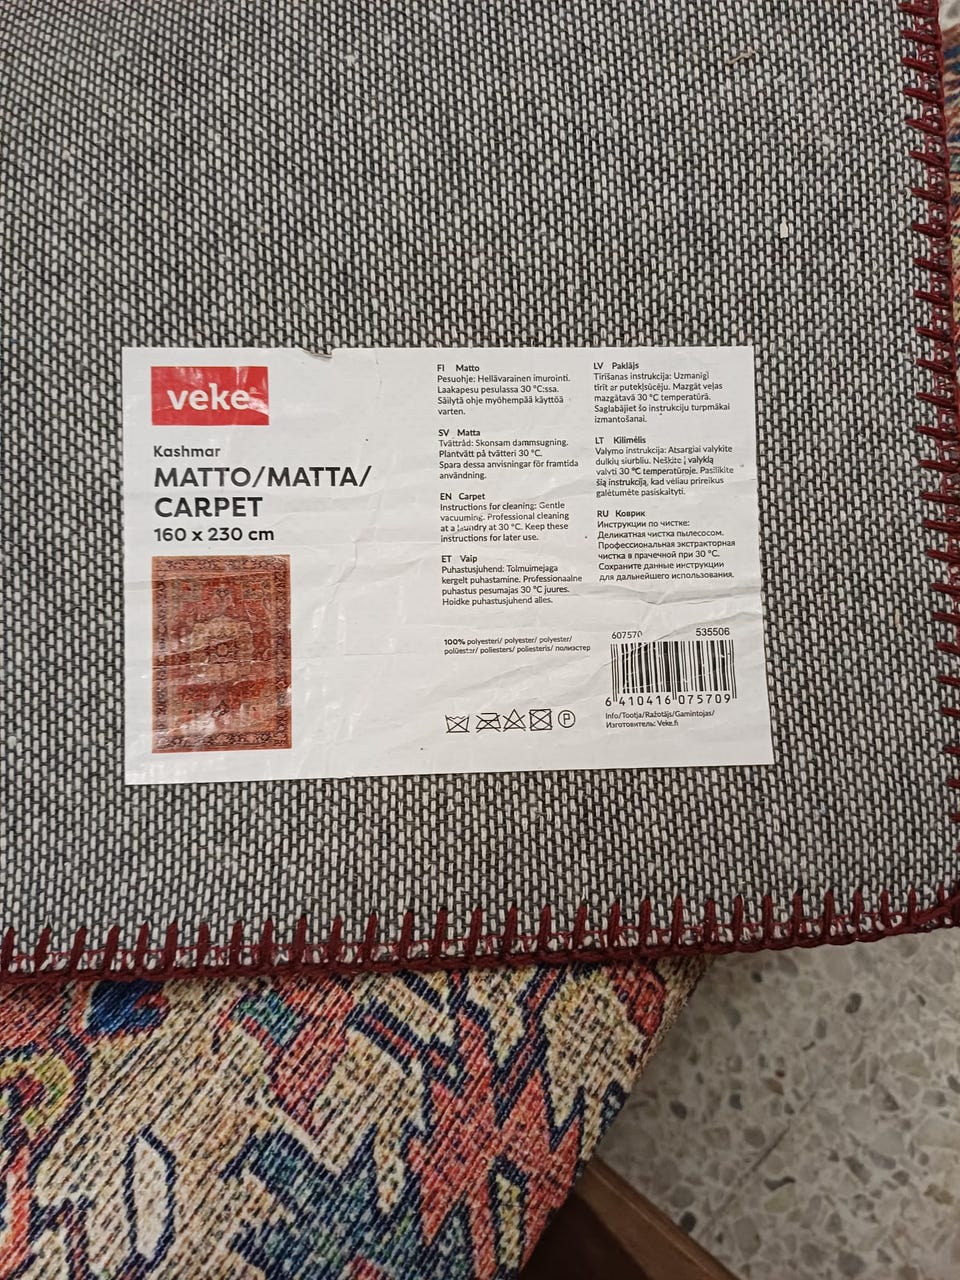 veke
Kashmar
MATTO/MATTA/
CARPET
160 x 230 cm
FI Matto
Pesuohje: Hellävarainen imurointi.
Laakapesu pesulassa 30 °C:ssa.
Säilytä ohje myöhempää käyttöä
varten.
SV Matta
Tvättråd: Skonsam dammsugning.
Plantvätt på tvätteri 30 °C.
Spara dessa anvisningar för framtida
användning.
EN Carpet
Instructions for cleaning: Gentle
vacuuming. Professional cleaning
at a laundry at 30 °C. Keep these
instructions for later use.
ET Vaip
Puhastusjuhend: Tolmuimejaga
kergelt puhastamine. Professionaalne
puhastus pesumajas 30 °C juures.
Hoidke puhastusjuhend alles.
100% polyesteri/ polyester/ polyester/
polüester/ poliesters/ poliesteris/ полиэстер
LV Paklājs
Tīrīšanas instrukcija: Uzmanīgi
tīrīt ar putekļsūcēju. Mazgāt veļas
mazgātavā 30 °C temperatūrā.
Saglabājiet šo instrukciju turpmākai
izmantošanai.
LT Kilimėlis
Valymo instrukcija: Atsargiai valykite
dulkių siurbliu. Neškite į valyklą
valyti 30 °C temperatūroje. Pasilikite
šią instrukciją, kad vėliau prireikus
galėtumėte pasiskaityti.
RU Коврик
Инструкции по чистке:
Деликатная чистка пылесосом.
Профессиональная экстракторная
чистка в прачечной при 30 °C.
Сохраните данные инструкции
для дальнейшего использования.
607570 535506
6 410416 075709
Info/Tootja/Ražotājs/Gamintojas/
Изготовитель: Veke.fi
P